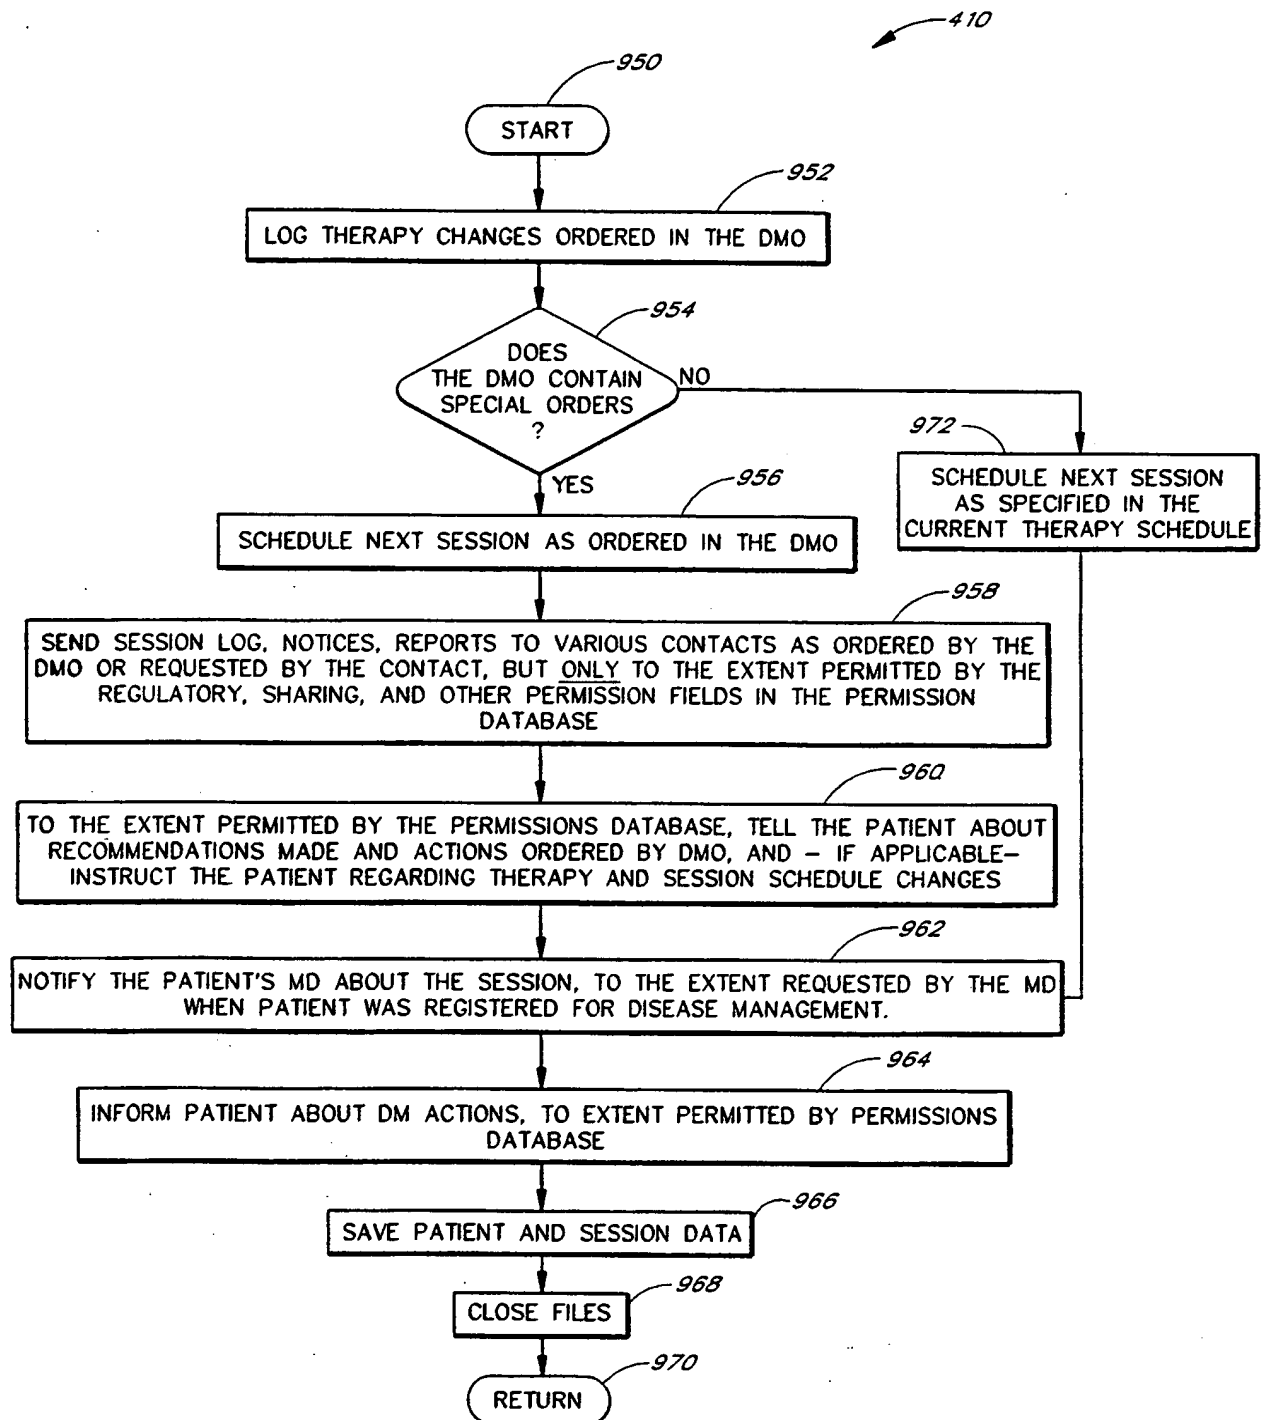 410
950
START
952
LOG THERAPY CHANGES ORDERED IN THE DMO
954
DOES
THE DMO CONTAIN
SPECIAL ORDERS
?
NO
YES
972
SCHEDULE NEXT SESSION
AS SPECIFIED IN THE
CURRENT THERAPY SCHEDULE
956
SCHEDULE NEXT SESSION AS ORDERED IN THE DMO
958
SEND SESSION LOG, NOTICES, REPORTS TO VARIOUS CONTACTS AS ORDERED BY THE
DMO OR REQUESTED BY THE CONTACT, BUT ONLY TO THE EXTENT PERMITTED BY THE
REGULATORY, SHARING, AND OTHER PERMISSION FIELDS IN THE PERMISSION
DATABASE
960
TO THE EXTENT PERMITTED BY THE PERMISSIONS DATABASE, TELL THE PATIENT ABOUT
RECOMMENDATIONS MADE AND ACTIONS ORDERED BY DMO, AND – IF APPLICABLE–
INSTRUCT THE PATIENT REGARDING THERAPY AND SESSION SCHEDULE CHANGES
962
NOTIFY THE PATIENT'S MD ABOUT THE SESSION, TO THE EXTENT REQUESTED BY THE MD
WHEN PATIENT WAS REGISTERED FOR DISEASE MANAGEMENT.
964
INFORM PATIENT ABOUT DM ACTIONS, TO EXTENT PERMITTED BY PERMISSIONS
DATABASE
966
SAVE PATIENT AND SESSION DATA
968
CLOSE FILES
970
RETURN